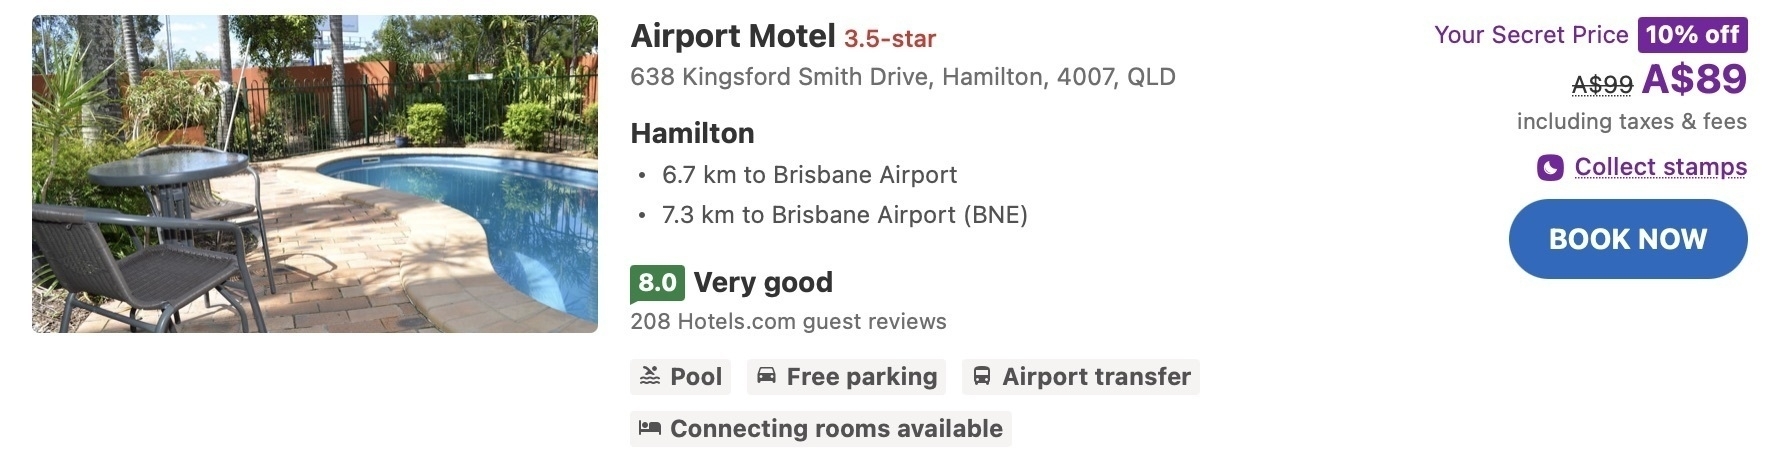 Airport Motel 3.5-star
638 Kingsford Smith Drive, Hamilton, 4007, QLD
Hamilton
• 6.7 km to Brisbane Airport
• 7.3 km to Brisbane Airport (BNE)
8.0 Very good
208 Hotels.com guest reviews
Pool Free parking Airport transfer
Connecting rooms available
Your Secret Price 10% off
A$99 A$89
including taxes & fees
Collect stamps
BOOK NOW